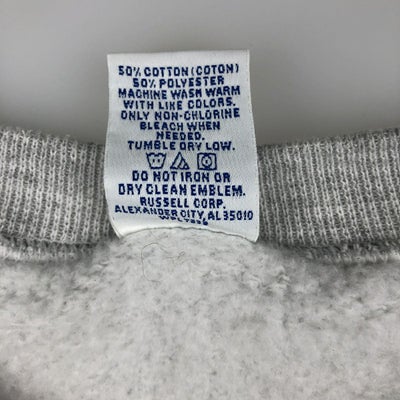 50% COTTON (COTON)
50% POLYESTER
MACHINE WASH WARM
WITH LIKE COLORS.
ONLY NON-CHLORINE
BLEACH WHEN
NEEDED.
TUMBLE DRY LOW.
DO NOT IRON OR
DRY CLEAN EMBLEM.
RUSSELL CORP.
ALEXANDER CITY, AL 35010